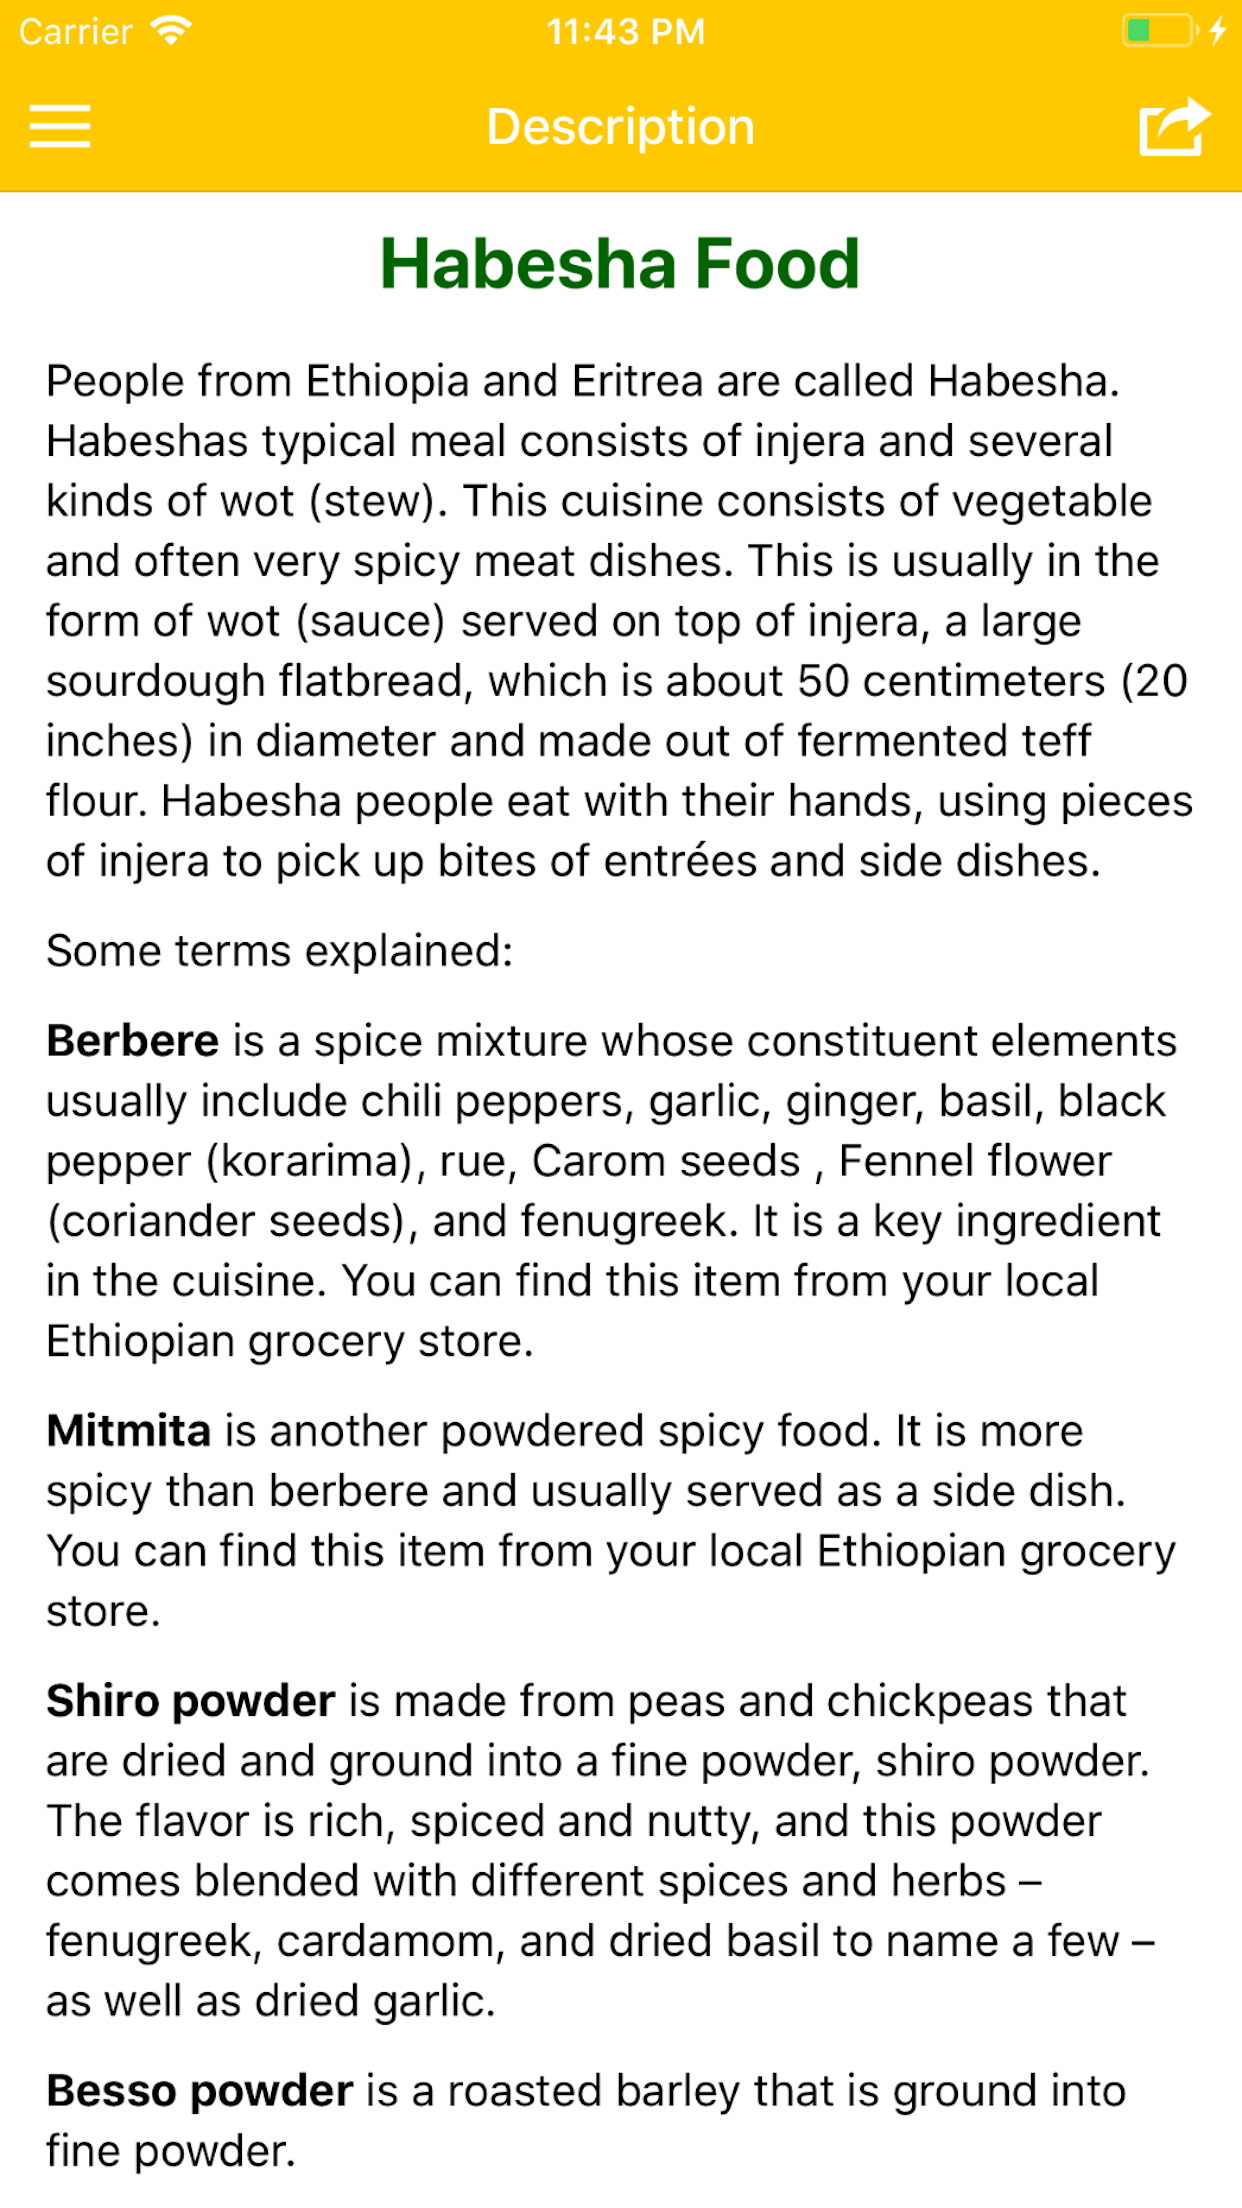 Carrier
11:43 PM
Description
Habesha Food
People from Ethiopia and Eritrea are called Habesha.
Habeshas typical meal consists of injera and several
kinds of wot (stew). This cuisine consists of vegetable
and often very spicy meat dishes. This is usually in the
form of wot (sauce) served on top of injera, a large
sourdough flatbread, which is about 50 centimeters (20
inches) in diameter and made out of fermented teff
flour. Habesha people eat with their hands, using pieces
of injera to pick up bites of entrées and side dishes.
Some terms explained:
Berbere is a spice mixture whose constituent elements
usually include chili peppers, garlic, ginger, basil, black
pepper (korarima), rue, Carom seeds , Fennel flower
(coriander seeds), and fenugreek. It is a key ingredient
in the cuisine. You can find this item from your local
Ethiopian grocery store.
Mitmita is another powdered spicy food. It is more
spicy than berbere and usually served as a side dish.
You can find this item from your local Ethiopian grocery
store.
Shiro powder is made from peas and chickpeas that
are dried and ground into a fine powder, shiro powder.
The flavor is rich, spiced and nutty, and this powder
comes blended with different spices and herbs –
fenugreek, cardamom, and dried basil to name a few –
as well as dried garlic.
Besso powder is a roasted barley that is ground into
fine powder.